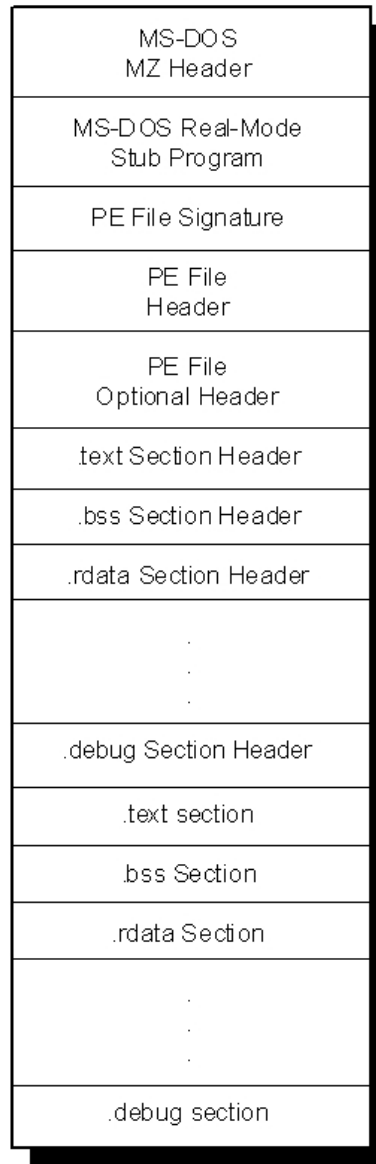 MS-DOS
MZ Header
MS-DOS Real-Mode
Stub Program
PE File Signature
PE File
Header
PE File
Optional Header
.text Section Header
.bss Section Header
.rdata Section Header
.
.
.
.debug Section Header
.text section
.bss Section
.rdata Section
.
.
.
.debug section